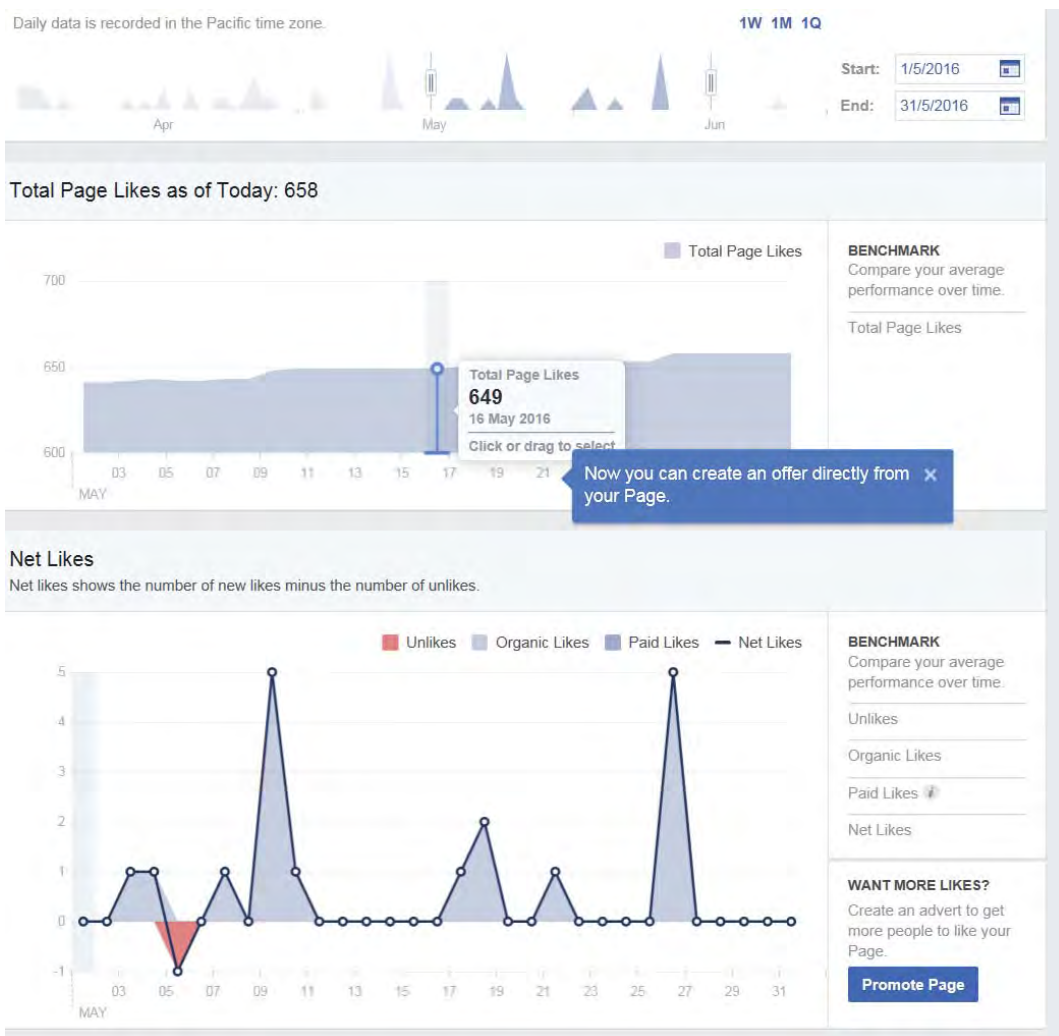 Daily data is recorded in the Pacific time zone.
1W 1M 1Q
Start: 1/5/2016
End: 31/5/2016
Apr May Jun
Total Page Likes as of Today: 658
Total Page Likes
BENCHMARK
Compare your average
performance over time.
Total Page Likes
700
650
600
Total Page Likes
649
16 May 2016
Click or drag to select
03 05 07 09 11 13 15 17 19 21
MAY
Now you can create an offer directly from
your Page.
Net Likes
Net likes shows the number of new likes minus the number of unlikes.
Unlikes Organic Likes Paid Likes Net Likes
BENCHMARK
Compare your average
performance over time.
Unlikes
Organic Likes
Paid Likes i
Net Likes
5
4
3
2
1
0
-1
03 05 07 09 11 13 15 17 19 21 23 25 27 29 31
MAY
WANT MORE LIKES?
Create an advert to get
more people to like your
Page.
Promote Page